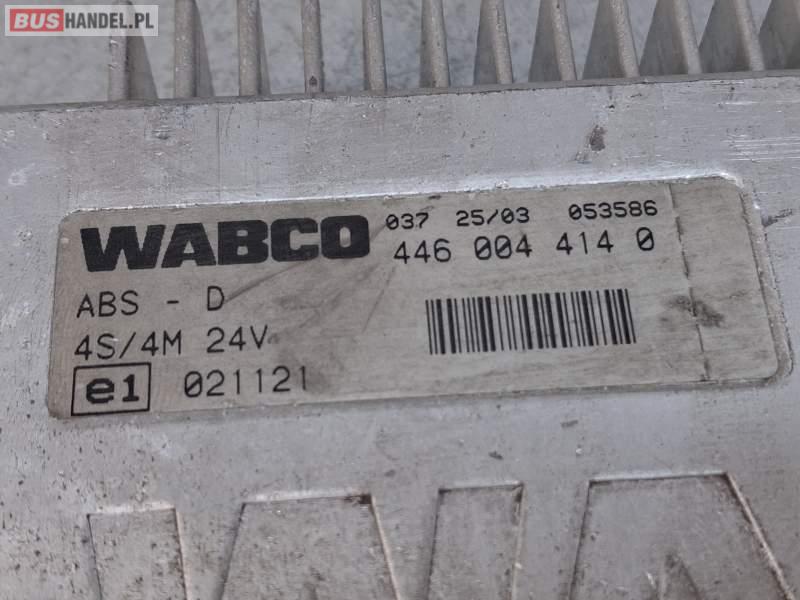 BUSHANDEL.PL
WABCO 037 25/03 053586
446 004 414 0
ABS - D
4S/4M 24V
e1 021121